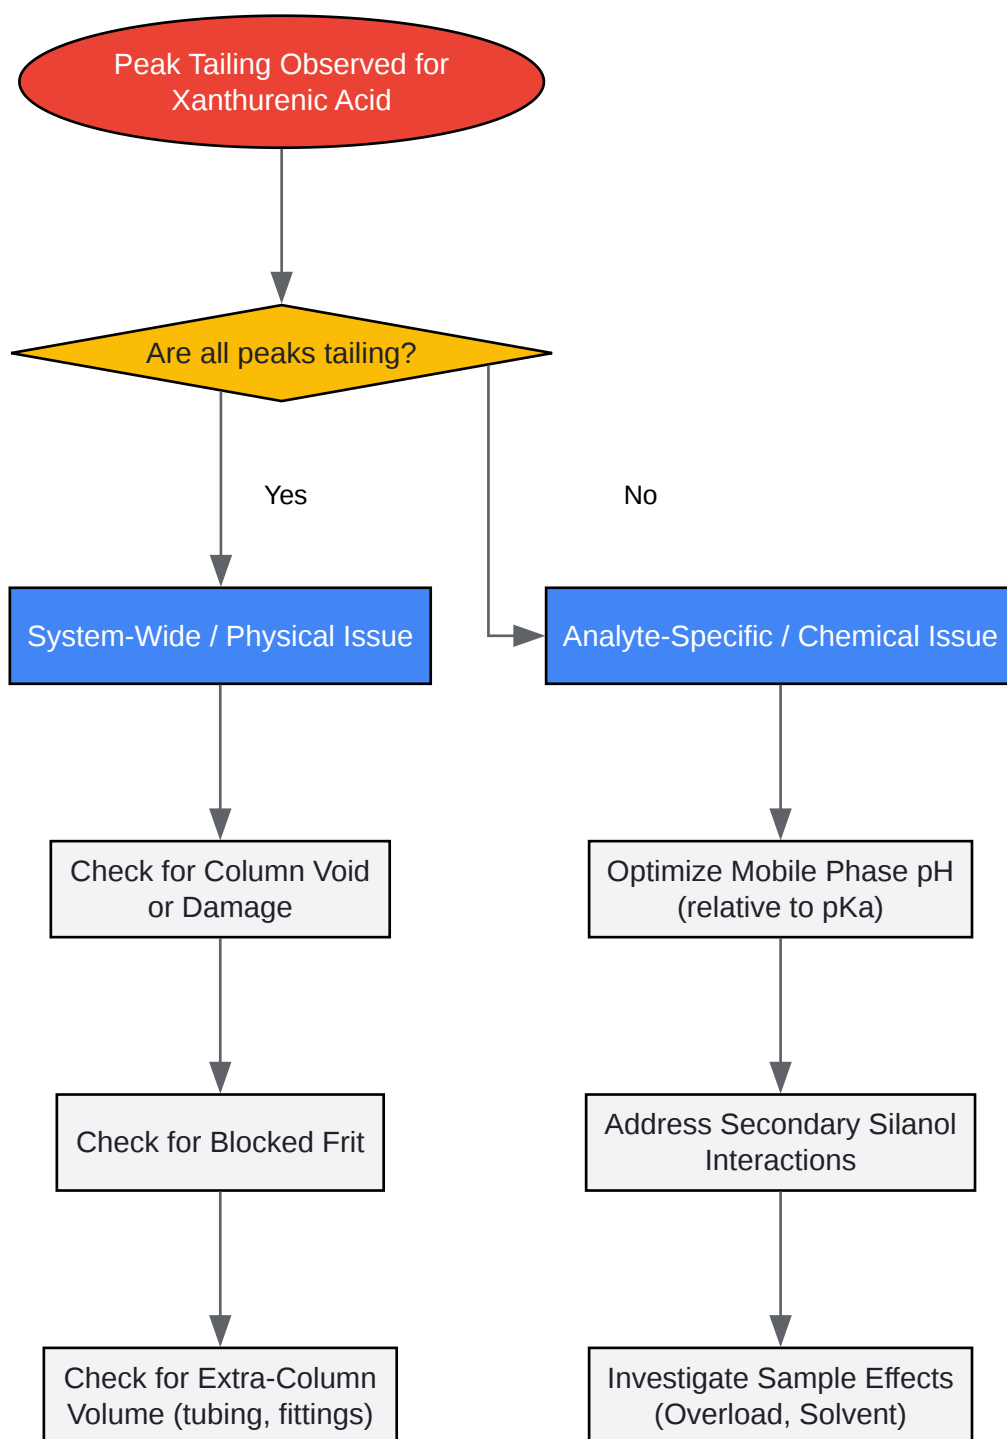 Peak Tailing Observed for
Xanthurenic Acid
Are all peaks tailing?
Yes
No
System-Wide / Physical Issue
Analyte-Specific / Chemical Issue
Check for Column Void
or Damage
Optimize Mobile Phase pH
(relative to pKa)
Check for Blocked Frit
Address Secondary Silanol
Interactions
Check for Extra-Column
Volume (tubing, fittings)
Investigate Sample Effects
(Overload, Solvent)